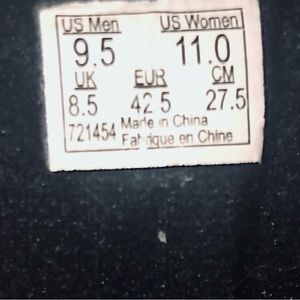 US Men US Women
9.5 11.0
UK EUR CM
8.5 42 5 27.5
721454 Made in China
Fabrique en Chine